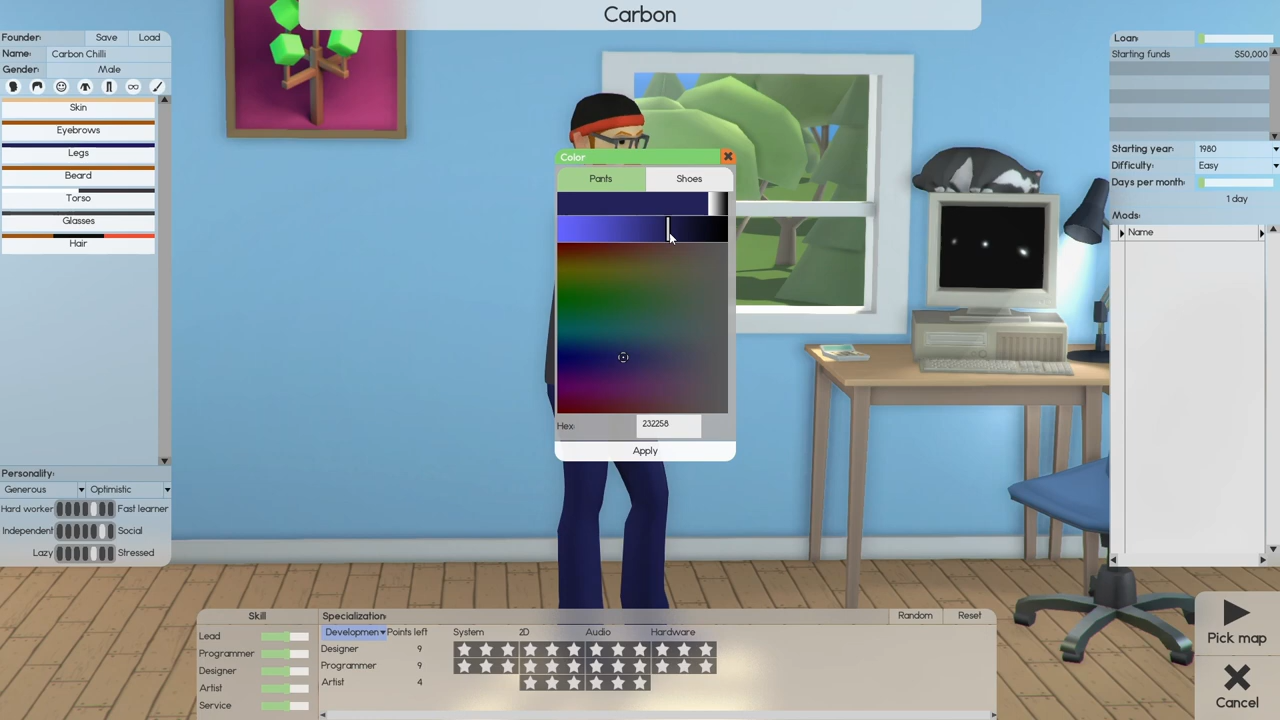 Carbon
Founder: Save Load
Name: Carbon Chilli
Gender: Male
Skin
Eyebrows
Legs
Beard
Torso
Glasses
Hair
Personality:
Generous Optimistic
Hard worker Fast learner
Independent Social
Lazy Stressed
Color
Pants Shoes
Hex: 232258
Apply
Loan:
Starting funds $50,000
Starting year: 1980
Difficulty: Easy
Days per month:
1 day
Mods:
Name
Skill
Lead
Programmer
Designer
Artist
Service
Specialization: Random Reset
Developmen Points left System 2D Audio Hardware
Designer 9
Programmer 9
Artist 4
Pick map
Cancel